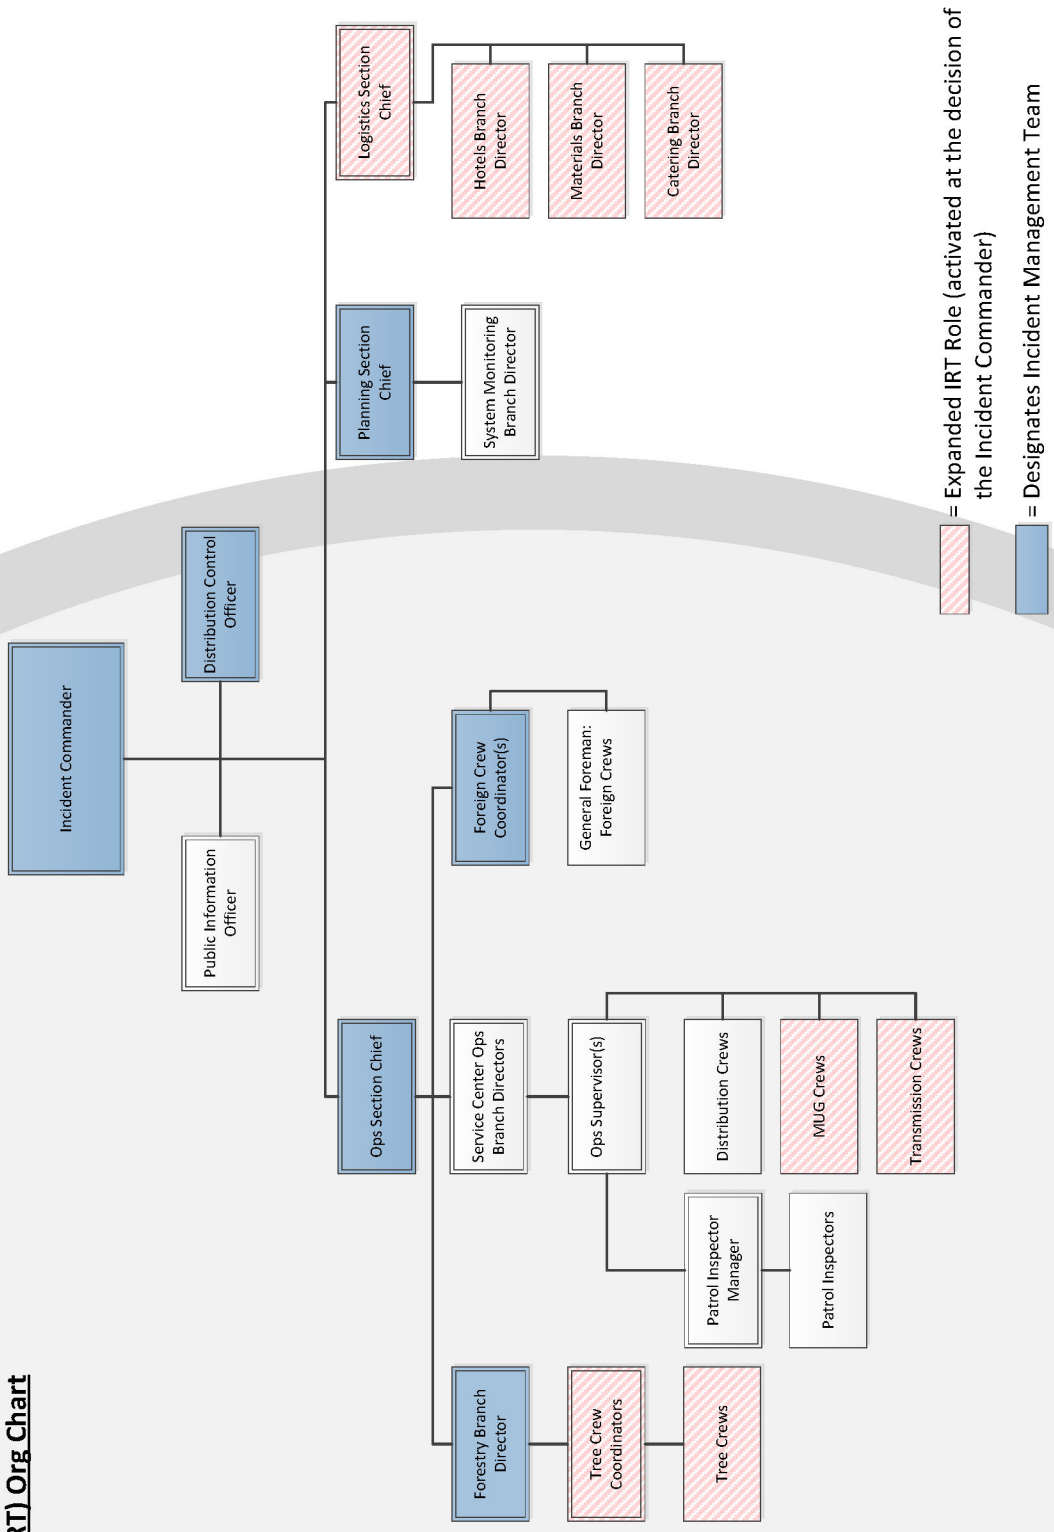 RT) Org Chart
Incident Commander
Public Information
Officer
Distribution Control
Officer
Ops Section Chief
Planning Section
Chief
Logistics Section
Chief
Forestry Branch
Director
Service Center Ops
Branch Directors
Foreign Crew
Coordinator(s)
System Monitoring
Branch Director
Hotels Branch
Director
Tree Crew
Coordinators
Ops Supervisor(s)
General Foreman:
Foreign Crews
Materials Branch
Director
Tree Crews
Patrol Inspector
Manager
Distribution Crews
Catering Branch
Director
Patrol Inspectors
MUG Crews
Transmission Crews
= Expanded IRT Role (activated at the decision of
the Incident Commander)
= Designates Incident Management Team